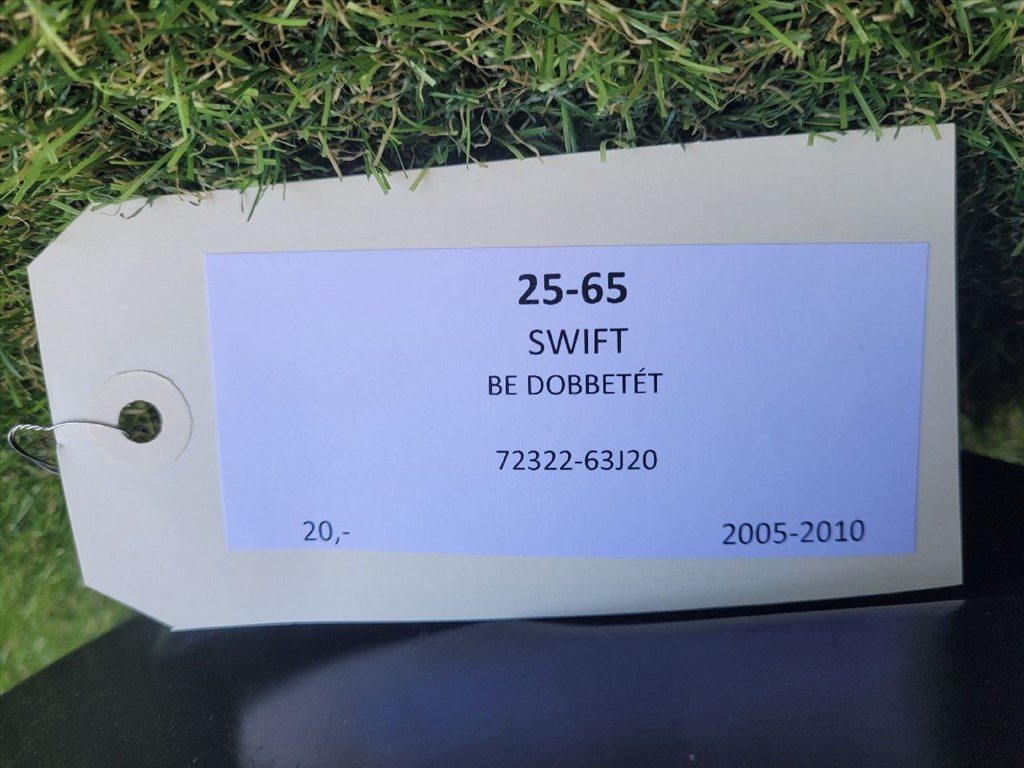 25-65
SWIFT
BE DOBBETÉT
72322-63J20
20,- 2005-2010